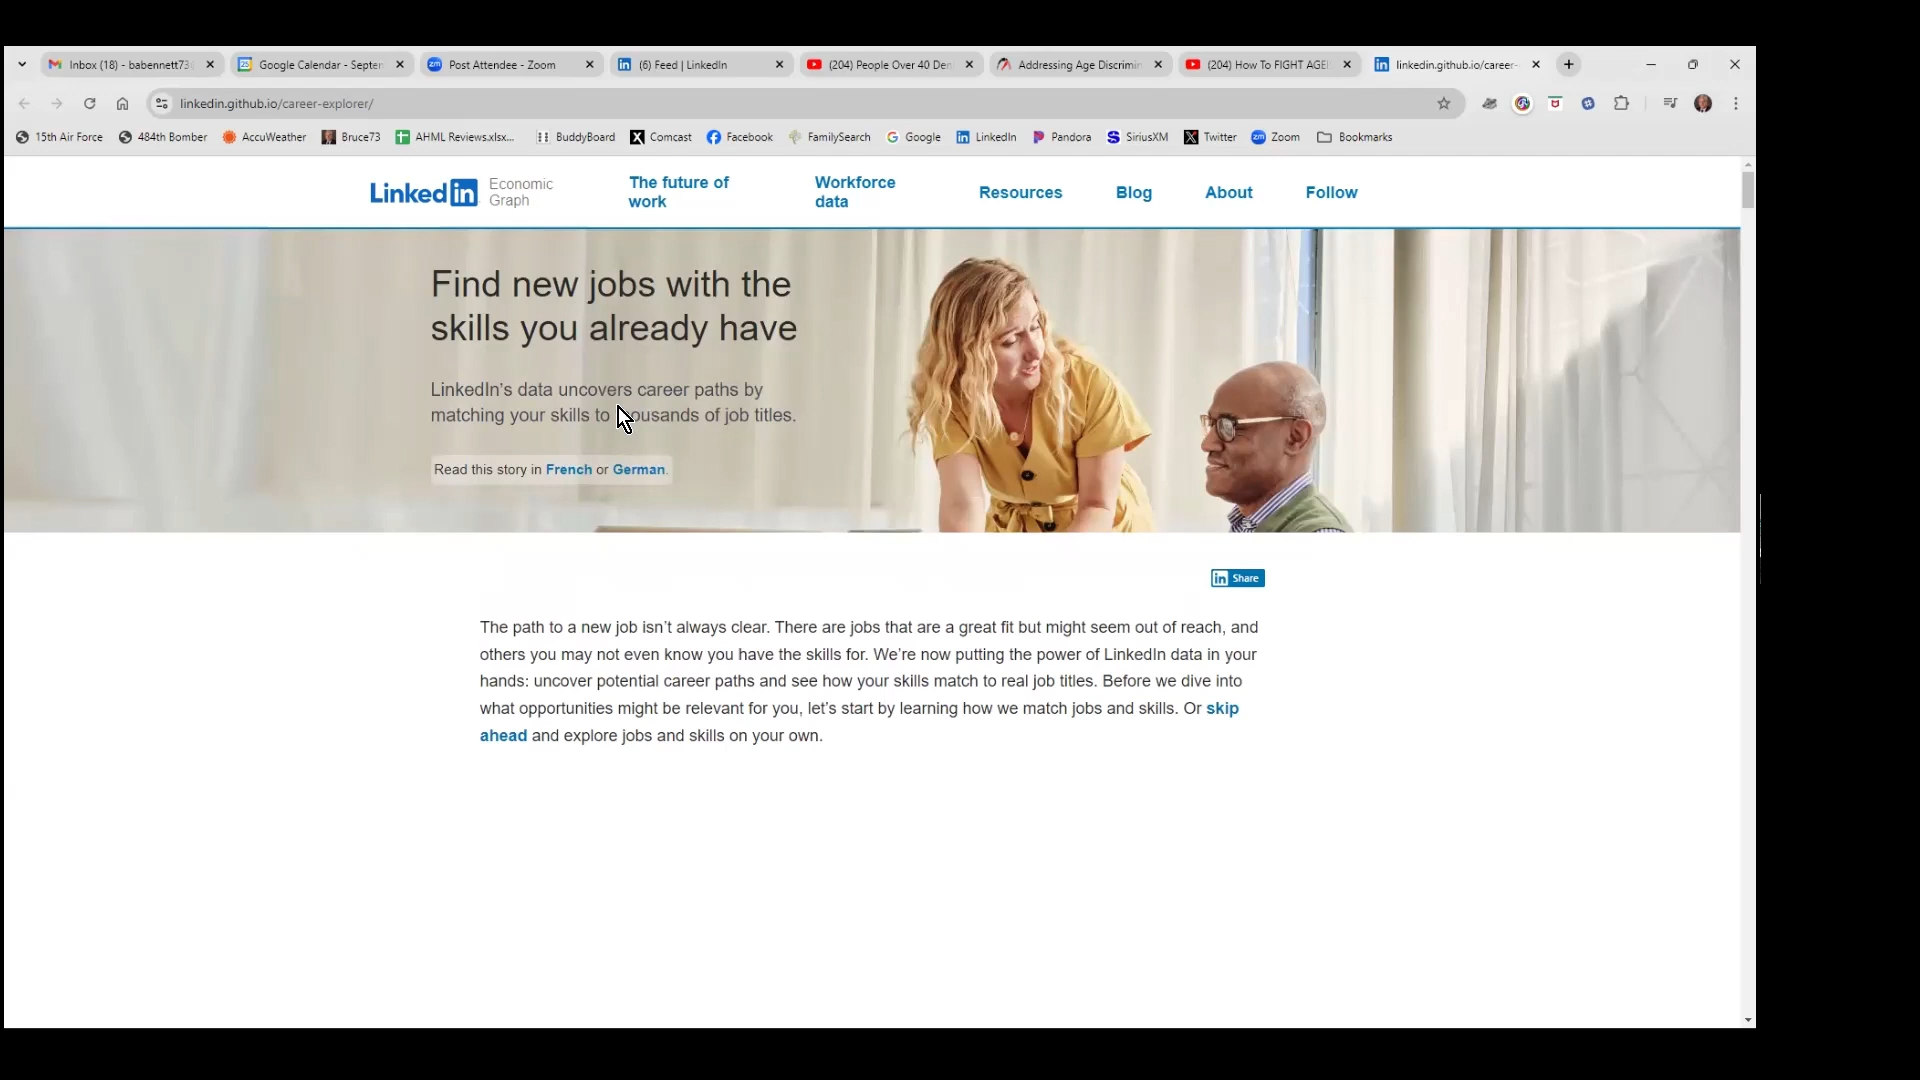 Inbox (18) - babennett73
Google Calendar - Septem
Post Attendee - Zoom
(6) Feed | LinkedIn
(204) People Over 40 Den
Addressing Age Discrimin
(204) How To FIGHT AGEI
linkedin.github.io/career-
linkedin.github.io/career-explorer/
15th Air Force
484th Bomber
AccuWeather
Bruce73
AHML Reviews.xlsx...
BuddyBoard
Comcast
Facebook
FamilySearch
Google
LinkedIn
Pandora
SiriusXM
Twitter
Zoom
Bookmarks
LinkedIn
Economic
Graph
The future of
work
Workforce
data
Resources
Blog
About
Follow
Find new jobs with the
skills you already have
LinkedIn's data uncovers career paths by
matching your skills to thousands of job titles.
Read this story in French or German.
in Share
The path to a new job isn't always clear. There are jobs that are a great fit but might seem out of reach, and
others you may not even know you have the skills for. We're now putting the power of LinkedIn data in your
hands: uncover potential career paths and see how your skills match to real job titles. Before we dive into
what opportunities might be relevant for you, let's start by learning how we match jobs and skills. Or skip
ahead and explore jobs and skills on your own.